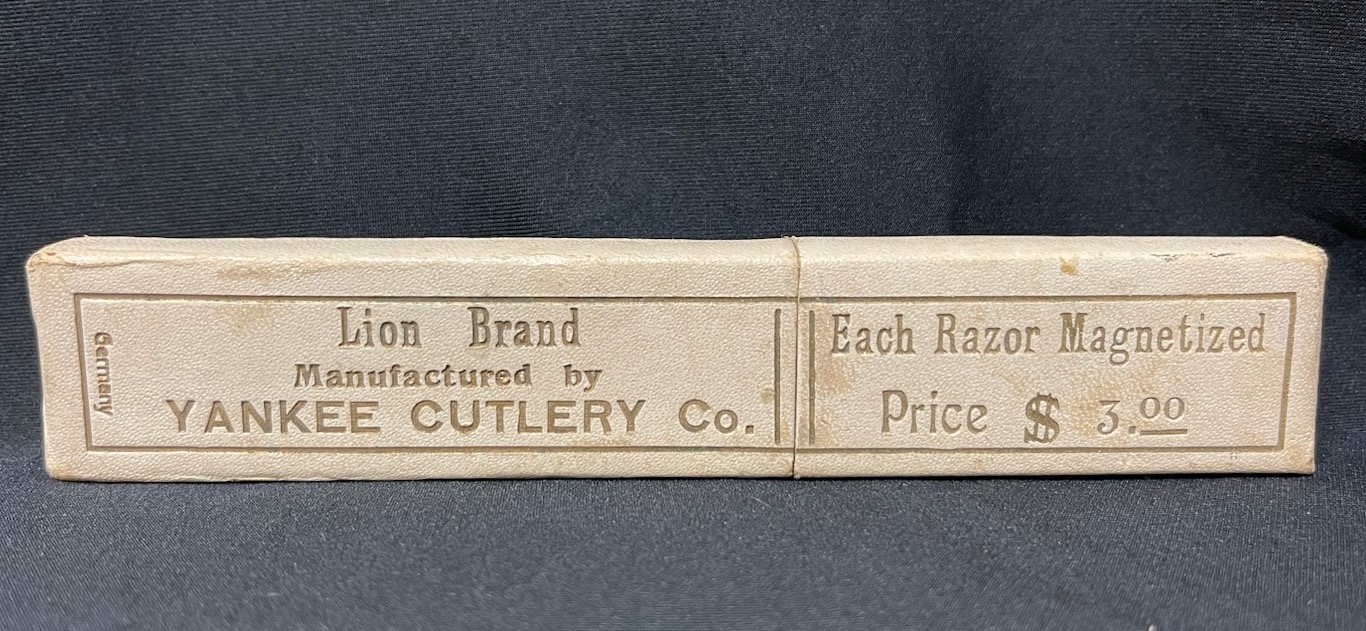 Germany
Lion Brand
Manufactured by
YANKEE CUTLERY Co.
Each Razor Magnetized
Price $ 3.00